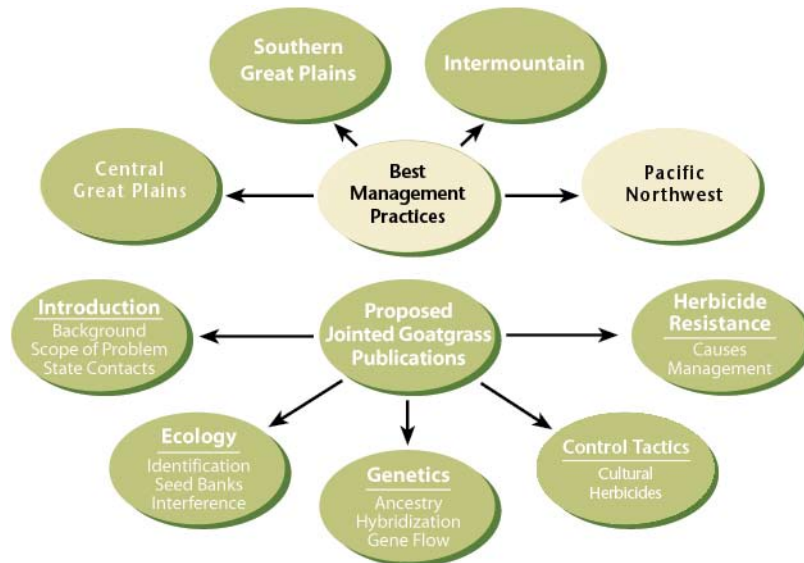 Southern
Great Plains
Intermountain
Central
Great Plains
Best
Management
Practices
Pacific
Northwest
Introduction
Background
Scope of Problem
State Contacts
Proposed
Jointed Goatgrass
Publications
Herbicide
Resistance
Causes
Management
Ecology
Identification
Seed Banks
Interference
Genetics
Ancestry
Hybridization
Gene Flow
Control Tactics
Cultural
Herbicides